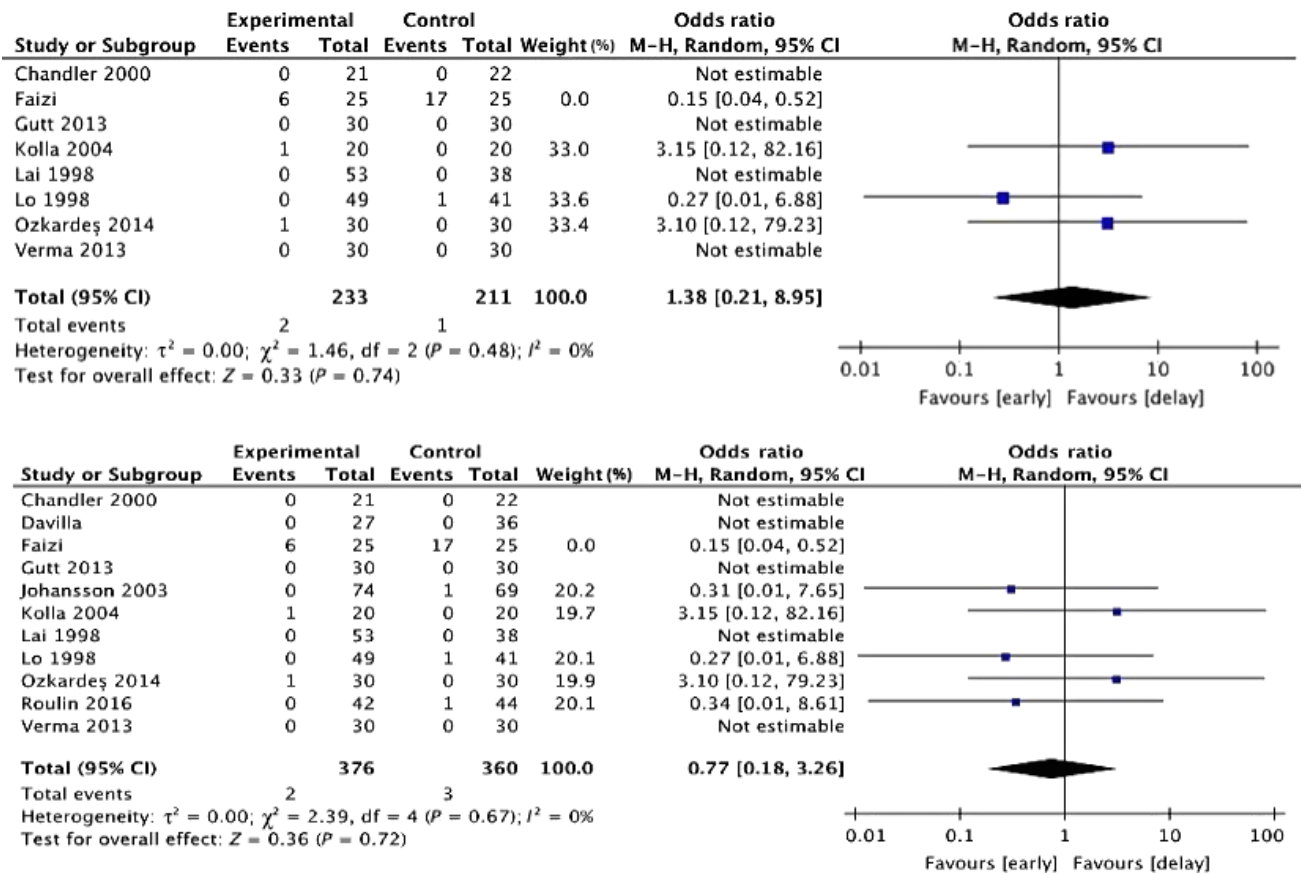 Experimental Control Odds ratio Odds ratio
Study or Subgroup Events Total Events Total Weight (%) M-H, Random, 95% CI M-H, Random, 95% CI
Chandler 2000 0 21 0 22 Not estimable
Faizi 6 25 17 25 0.0 0.15 [0.04, 0.52]
Gutt 2013 0 30 0 30 Not estimable
Kolla 2004 1 20 0 20 33.0 3.15 [0.12, 82.16]
Lai 1998 0 53 0 38 Not estimable
Lo 1998 0 49 1 41 33.6 0.27 [0.01, 6.88]
Ozkardeş 2014 1 30 0 30 33.4 3.10 [0.12, 79.23]
Verma 2013 0 30 0 30 Not estimable
Total (95% CI) 233 211 100.0 1.38 [0.21, 8.95]
Total events 2 1
Heterogeneity: τ² = 0.00; χ² = 1.46, df = 2 (P = 0.48); I² = 0%
Test for overall effect: Z = 0.33 (P = 0.74)
0.01 0.1 1 10 100
Favours [early] Favours [delay]
Experimental Control Odds ratio Odds ratio
Study or Subgroup Events Total Events Total Weight (%) M-H, Random, 95% CI M-H, Random, 95% CI
Chandler 2000 0 21 0 22 Not estimable
Davilla 0 27 0 36 Not estimable
Faizi 6 25 17 25 0.0 0.15 [0.04, 0.52]
Gutt 2013 0 30 0 30 Not estimable
Johansson 2003 0 74 1 69 20.2 0.31 [0.01, 7.65]
Kolla 2004 1 20 0 20 19.7 3.15 [0.12, 82.16]
Lai 1998 0 53 0 38 Not estimable
Lo 1998 0 49 1 41 20.1 0.27 [0.01, 6.88]
Ozkardeş 2014 1 30 0 30 19.9 3.10 [0.12, 79.23]
Roulin 2016 0 42 1 44 20.1 0.34 [0.01, 8.61]
Verma 2013 0 30 0 30 Not estimable
Total (95% CI) 376 360 100.0 0.77 [0.18, 3.26]
Total events 2 3
Heterogeneity: τ² = 0.00; χ² = 2.39, df = 4 (P = 0.67); I² = 0%
Test for overall effect: Z = 0.36 (P = 0.72)
0.01 0.1 1 10 100
Favours [early] Favours [delay]